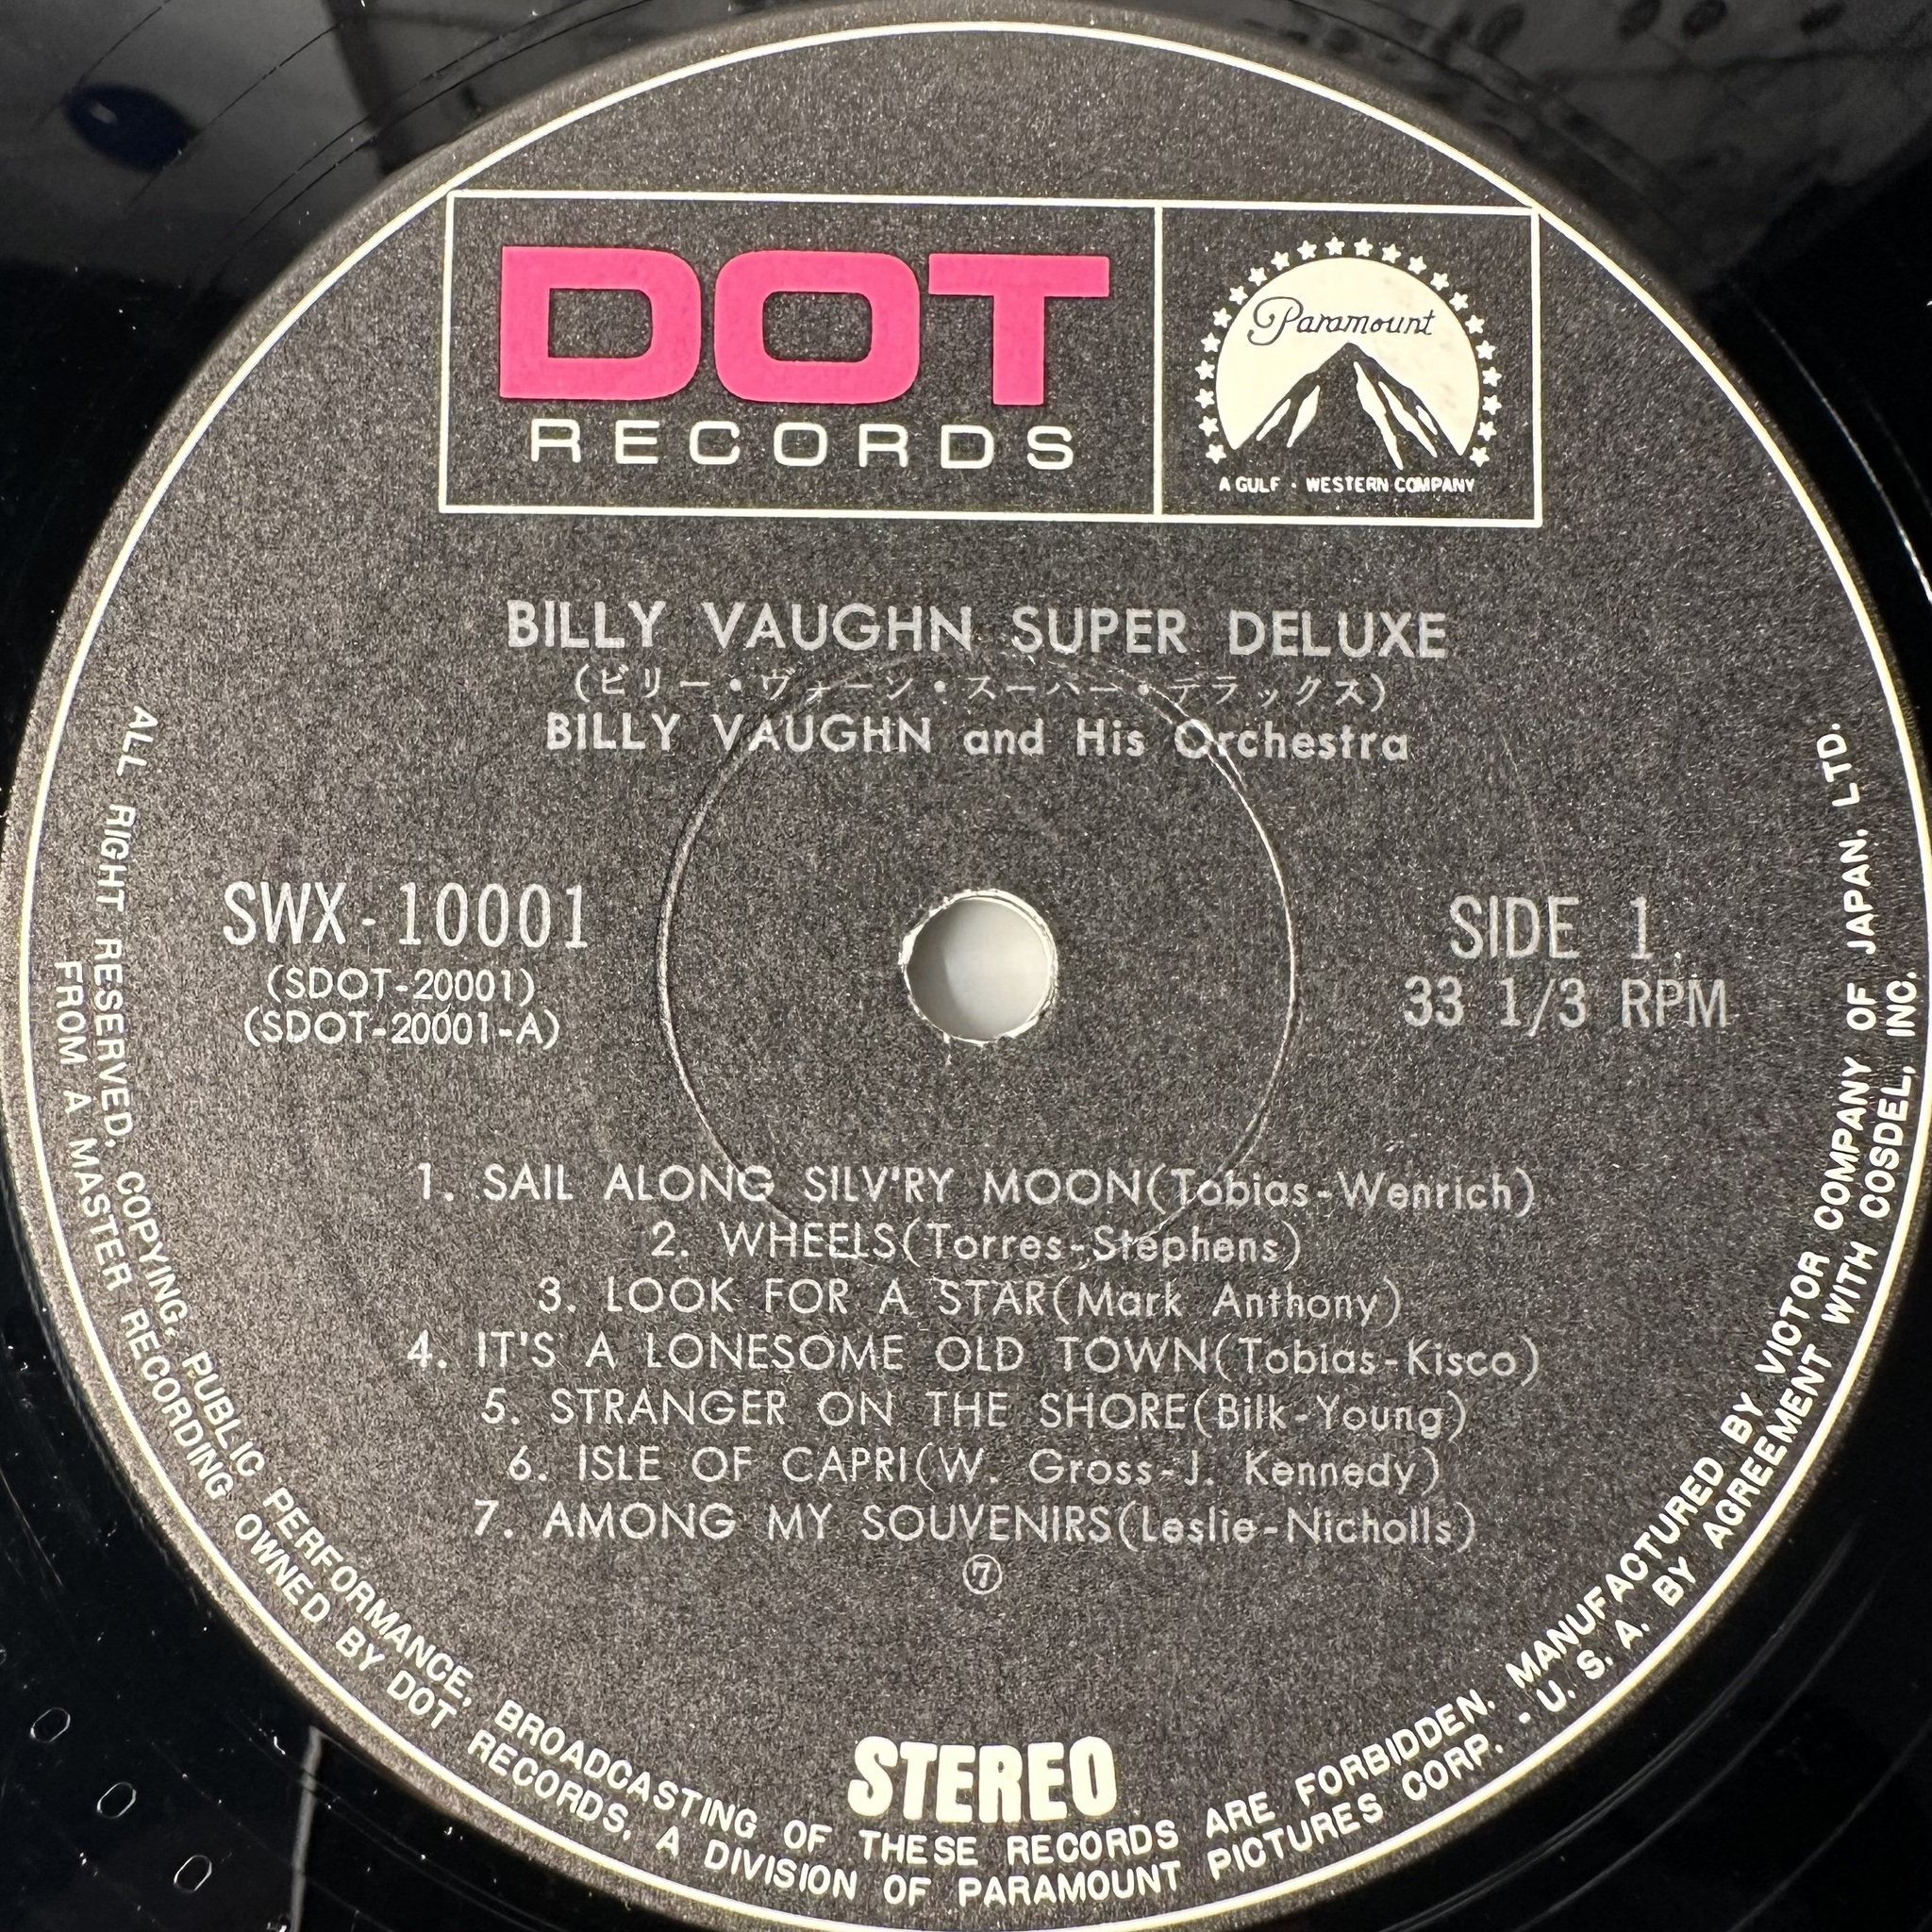 DOT
RECORDS
Paramount
A GULF + WESTERN COMPANY
BILLY VAUGHN SUPER DELUXE
(ビリー・ヴォーン・スーパー・デラックス)
BILLY VAUGHN and His Orchestra
SWX-10001
(SDOT-20001)
(SDOT-20001-A)
SIDE 1
33 1/3 RPM
1. SAIL ALONG SILV'RY MOON(Tobias-Wenrich)
2. WHEELS(Torres-Stephens)
3. LOOK FOR A STAR(Mark Anthony)
4. IT'S A LONESOME OLD TOWN(Tobias-Kisco)
5. STRANGER ON THE SHORE(Bilk-Young)
6. ISLE OF CAPRI(W. Gross-J. Kennedy)
7. AMONG MY SOUVENIRS(Leslie-Nicholls)
⑦
STEREO
ALL RIGHT RESERVED. COPYING, PUBLIC PERFORMANCE, BROADCASTING OF THESE RECORDS ARE FORBIDDEN. MANUFACTURED BY VICTOR COMPANY OF JAPAN, LTD.
FROM A MASTER RECORDING OWNED BY DOT RECORDS, A DIVISION OF PARAMOUNT PICTURES CORP. - U. S. A. BY AGREEMENT WITH COSDEL, INC.